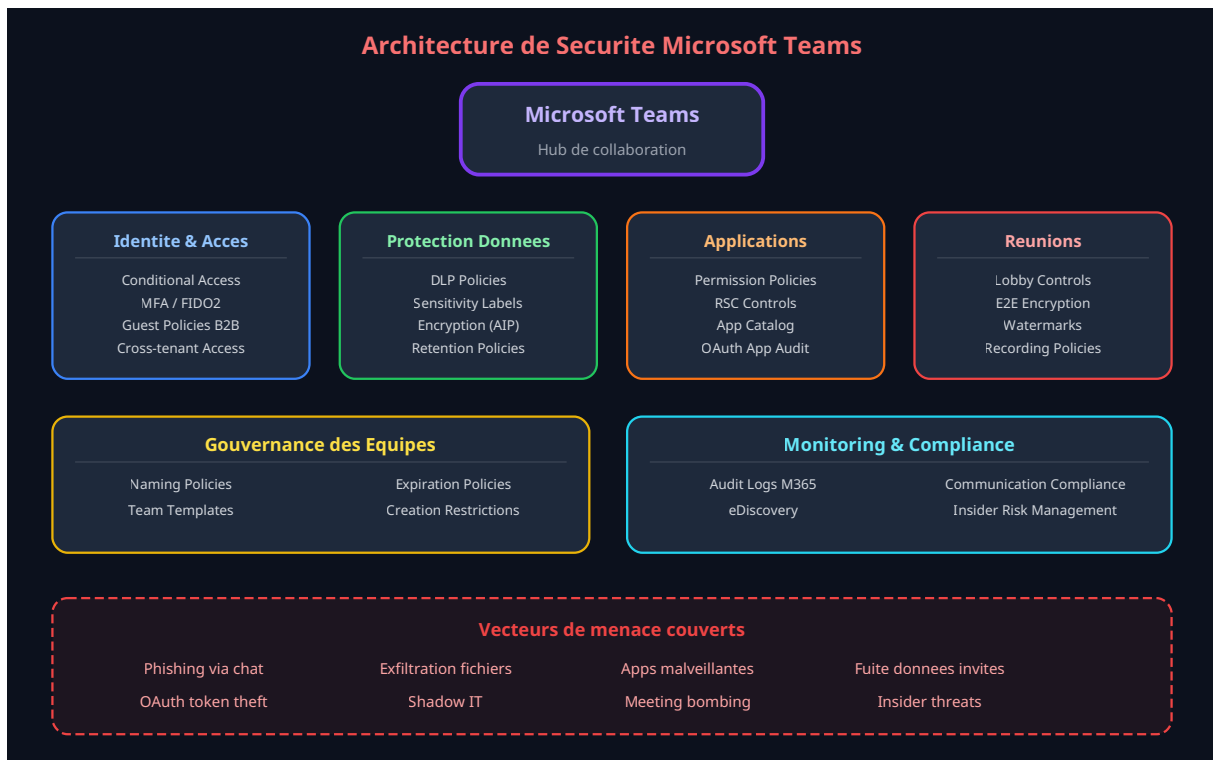 Architecture de Securite Microsoft Teams
Microsoft Teams
Hub de collaboration
Identite & Acces
Conditional Access
MFA / FIDO2
Guest Policies B2B
Cross-tenant Access
Protection Donnees
DLP Policies
Sensitivity Labels
Encryption (AIP)
Retention Policies
Applications
Permission Policies
RSC Controls
App Catalog
OAuth App Audit
Reunions
Lobby Controls
E2E Encryption
Watermarks
Recording Policies
Gouvernance des Equipes
Naming Policies
Expiration Policies
Team Templates
Creation Restrictions
Monitoring & Compliance
Audit Logs M365
Communication Compliance
eDiscovery
Insider Risk Management
Vecteurs de menace couverts
Phishing via chat
Exfiltration fichiers
Apps malveillantes
Fuite donnees invites
OAuth token theft
Shadow IT
Meeting bombing
Insider threats